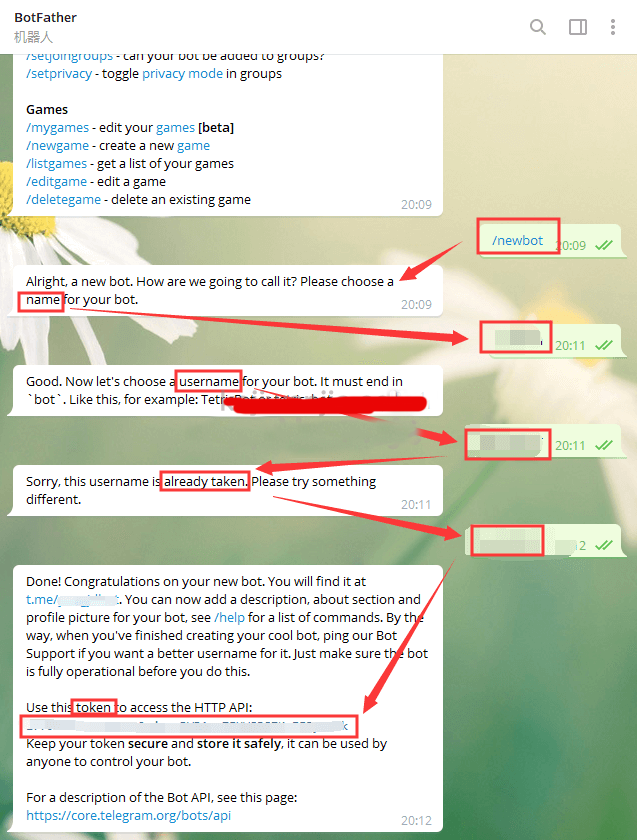 BotFather
机器人
/setjoingroups - can your bot be added to groups?
/setprivacy - toggle privacy mode in groups
Games
/mygames - edit your games [beta]
/newgame - create a new game
/listgames - get a list of your games
/editgame - edit a game
/deletegame - delete an existing game
20:09
/newbot
20:09
Alright, a new bot. How are we going to call it? Please choose a
name for your bot.
20:09
20:11
Good. Now let's choose a username for your bot. It must end in
`bot`. Like this, for example: TetrisBot or
20:11
Sorry, this username is already taken. Please try something
different.
20:11
Done! Congratulations on your new bot. You will find it at
t.me/ You can now add a description, about section and
profile picture for your bot, see /help for a list of commands. By the
way, when you've finished creating your cool bot, ping our Bot
Support if you want a better username for it. Just make sure the bot
is fully operational before you do this.
Use this token to access the HTTP API:
Keep your token secure and store it safely, it can be used by
anyone to control your bot.
For a description of the Bot API, see this page:
https://core.telegram.org/bots/api
20:12